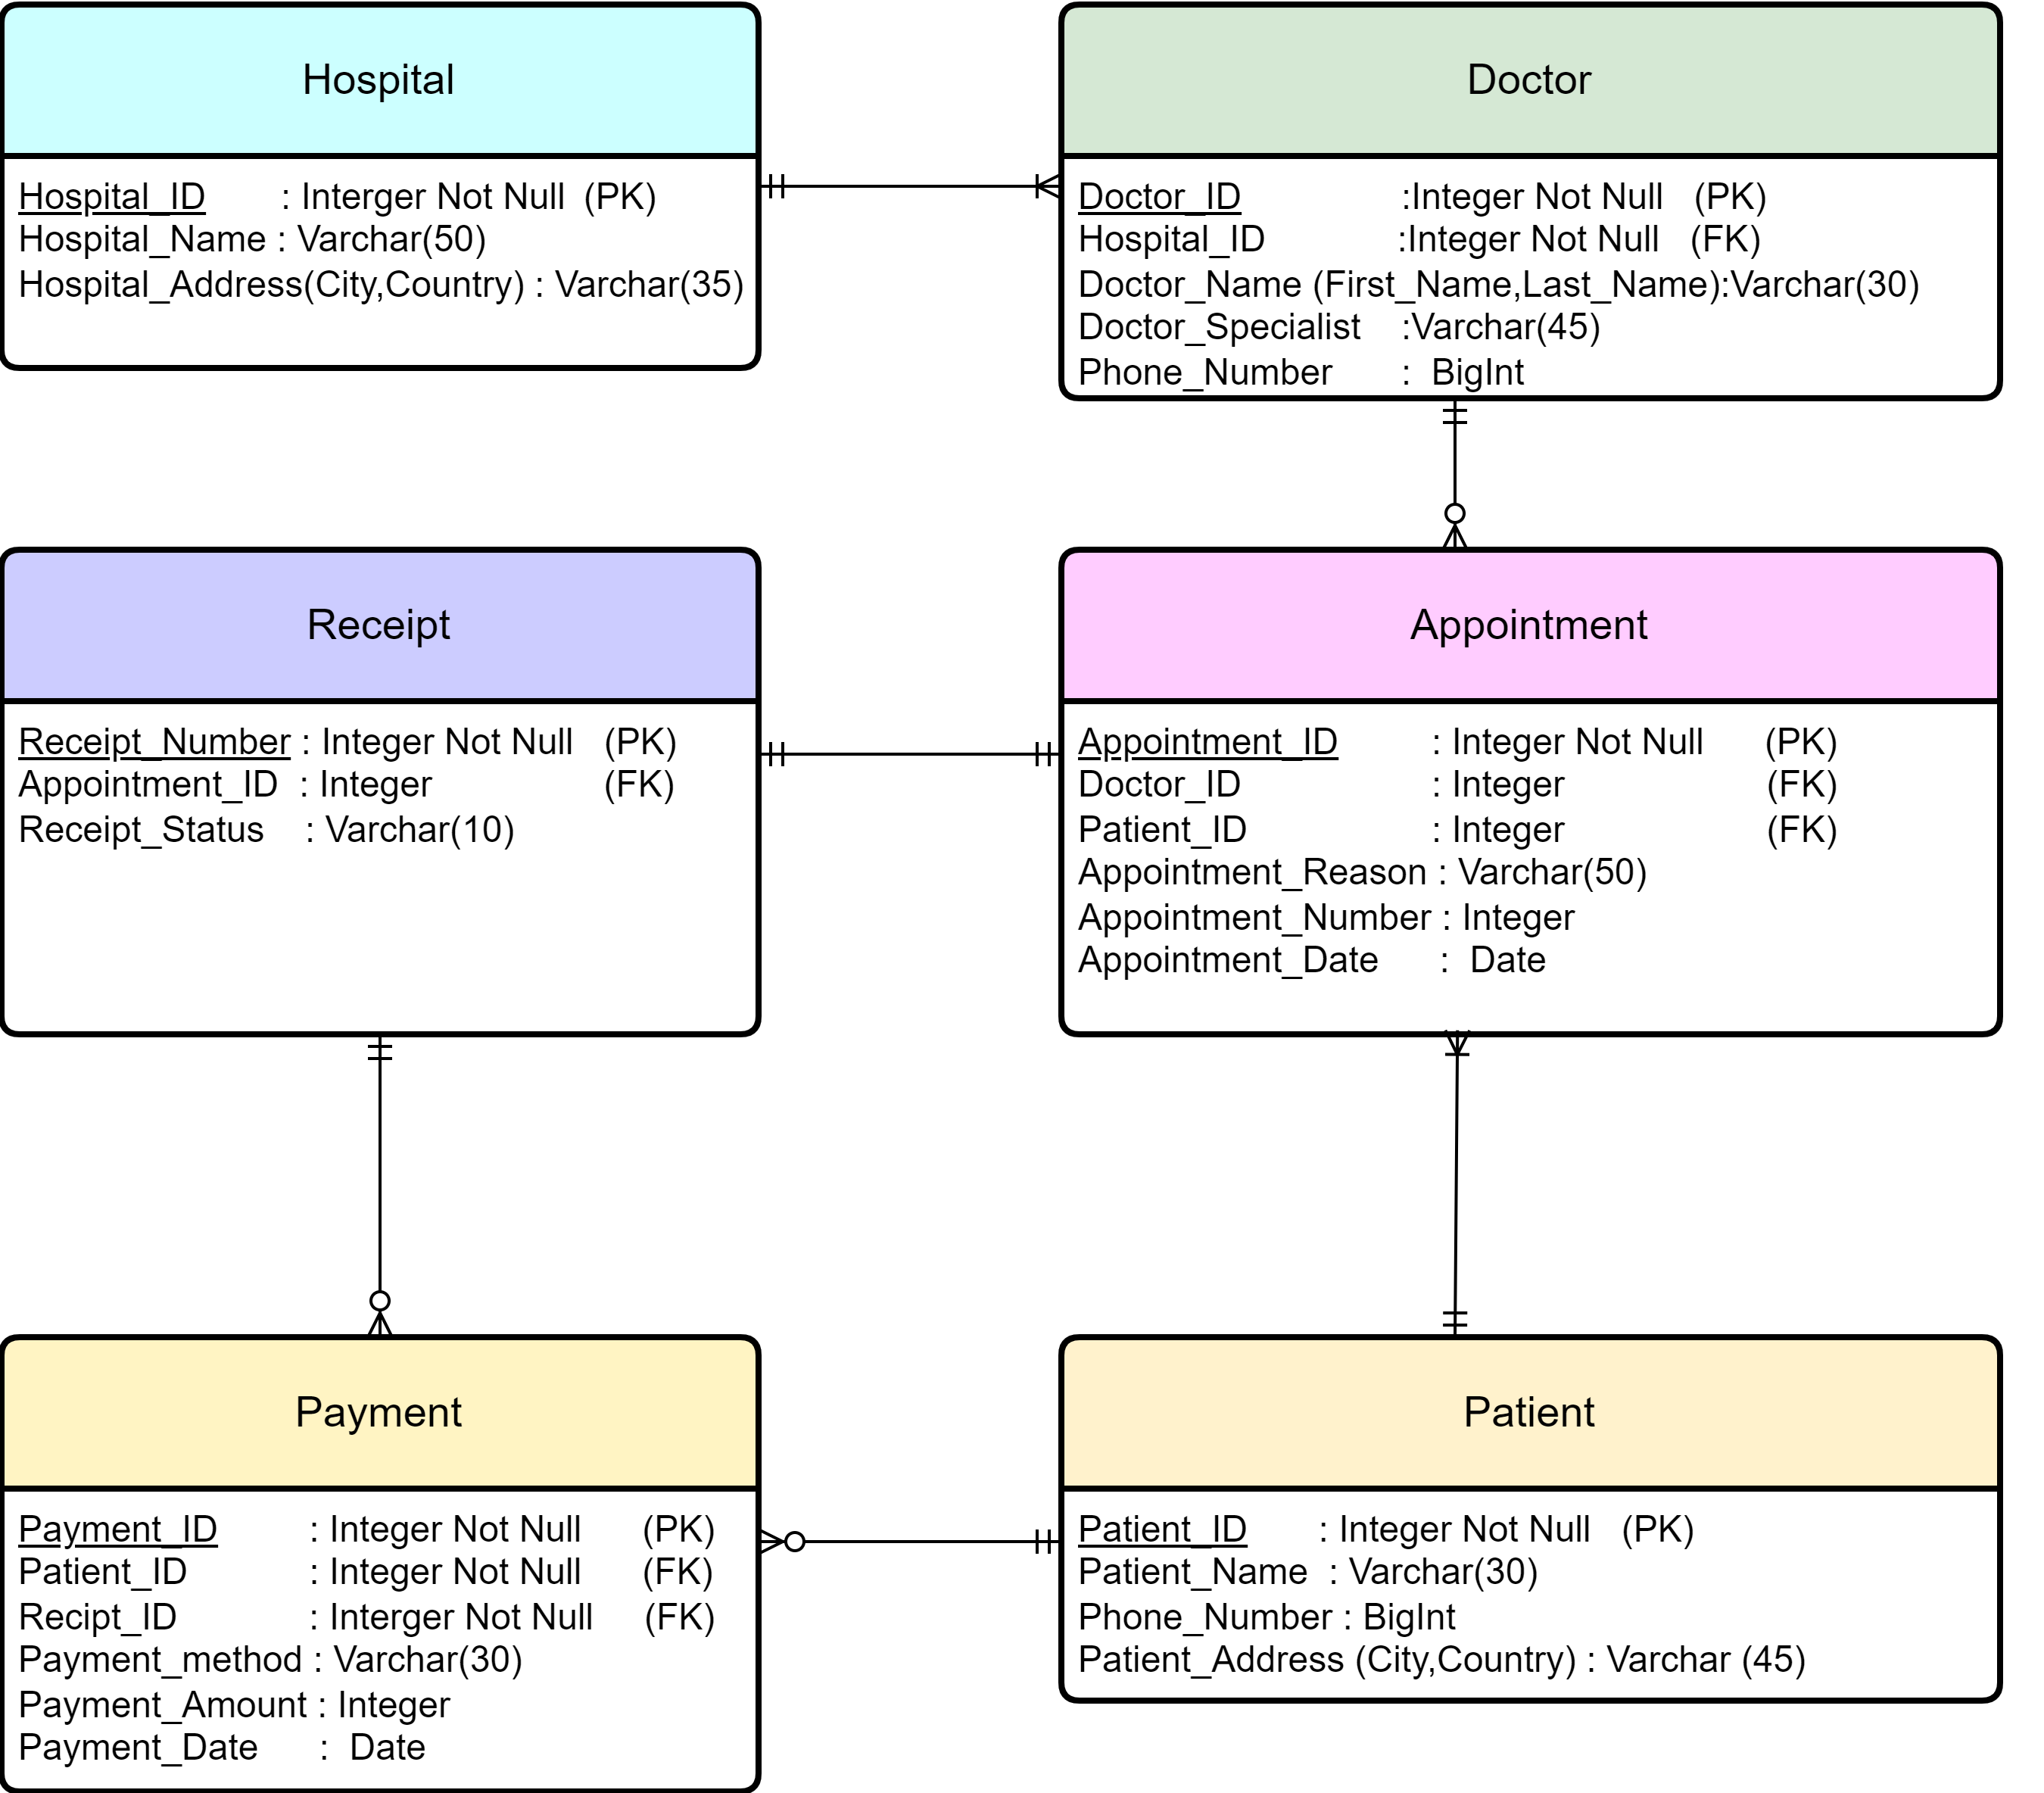 Hospital
Hospital_ID : Interger Not Null (PK)
Hospital_Name : Varchar(50)
Hospital_Address(City,Country) : Varchar(35)
Doctor
Doctor_ID :Integer Not Null (PK)
Hospital_ID :Integer Not Null (FK)
Doctor_Name (First_Name,Last_Name):Varchar(30)
Doctor_Specialist :Varchar(45)
Phone_Number : BigInt
Receipt
Receipt_Number : Integer Not Null (PK)
Appointment_ID : Integer (FK)
Receipt_Status : Varchar(10)
Appointment
Appointment_ID : Integer Not Null (PK)
Doctor_ID : Integer (FK)
Patient_ID : Integer (FK)
Appointment_Reason : Varchar(50)
Appointment_Number : Integer
Appointment_Date : Date
Payment
Payment_ID : Integer Not Null (PK)
Patient_ID : Integer Not Null (FK)
Recipt_ID : Interger Not Null (FK)
Payment_method : Varchar(30)
Payment_Amount : Integer
Payment_Date : Date
Patient
Patient_ID : Integer Not Null (PK)
Patient_Name : Varchar(30)
Phone_Number : BigInt
Patient_Address (City,Country) : Varchar (45)